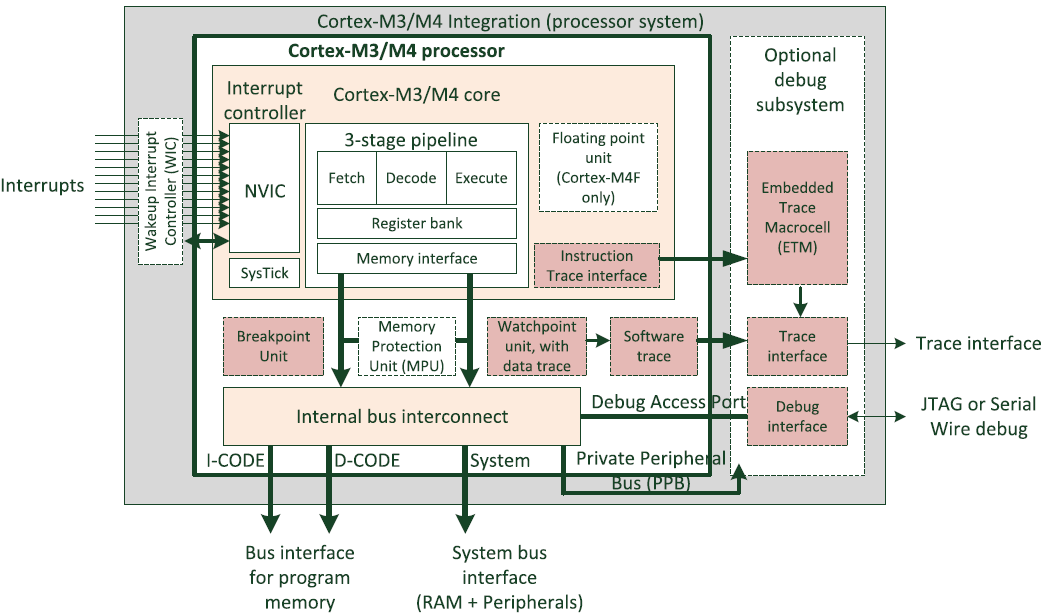 Cortex-M3/M4 Integration (processor system)
Cortex-M3/M4 processor
Optional
debug
subsystem
Interrupt
controller
Cortex-M3/M4 core
Interrupts
Wakeup Interrupt
Controller (WIC)
NVIC
SysTick
3-stage pipeline
Fetch
Decode
Execute
Register bank
Memory interface
Floating point
unit
(Cortex-M4F
only)
Instruction
Trace interface
Embedded
Trace
Macrocell
(ETM)
Breakpoint
Unit
Memory
Protection
Unit (MPU)
Watchpoint
unit, with
data trace
Software
trace
Trace
interface
Trace interface
Internal bus interconnect
Debug Access Port
Debug
interface
JTAG or Serial
Wire debug
I-CODE
D-CODE
System
Private Peripheral
Bus (PPB)
Bus interface
for program
memory
System bus
interface
(RAM + Peripherals)